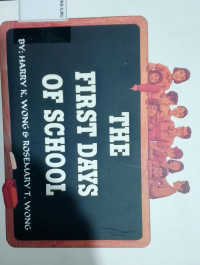 THE
FIRST DAYS
OF SCHOOL
BY: HARRY K. WONG & ROSEMARY T. WONG